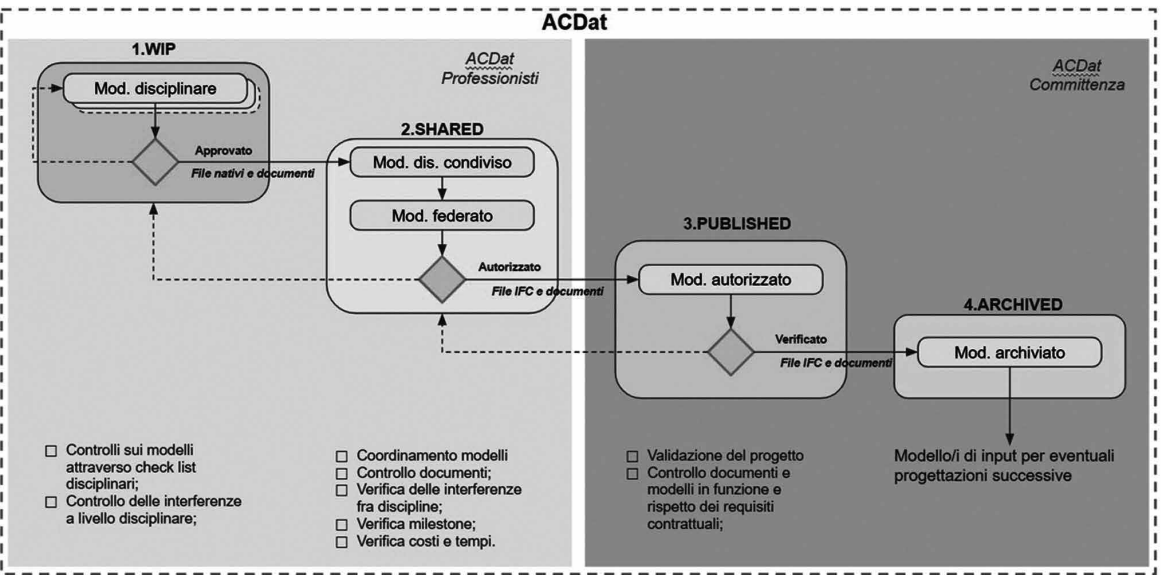 ACDat
1.WIP
ACDat
Professionisti
ACDat
Committenza
Mod. disciplinare
2.SHARED
Approvato
File nativi e documenti
Mod. dis. condiviso
Mod. federato
3.PUBLISHED
Autorizzato
File IFC e documenti
Mod. autorizzato
4.ARCHIVED
Verificato
File IFC e documenti
Mod. archiviato
Controlli sui modelli
attraverso check list
disciplinari;
Controllo delle interferenze
a livello disciplinare;
Coordinamento modelli
Controllo documenti;
Verifica delle interferenze
fra discipline;
Verifica milestone;
Verifica costi e tempi.
Validazione del progetto
Controllo documenti e
modelli in funzione e
rispetto dei requisiti
contrattuali;
Modello/i di input per eventuali
progettazioni successive